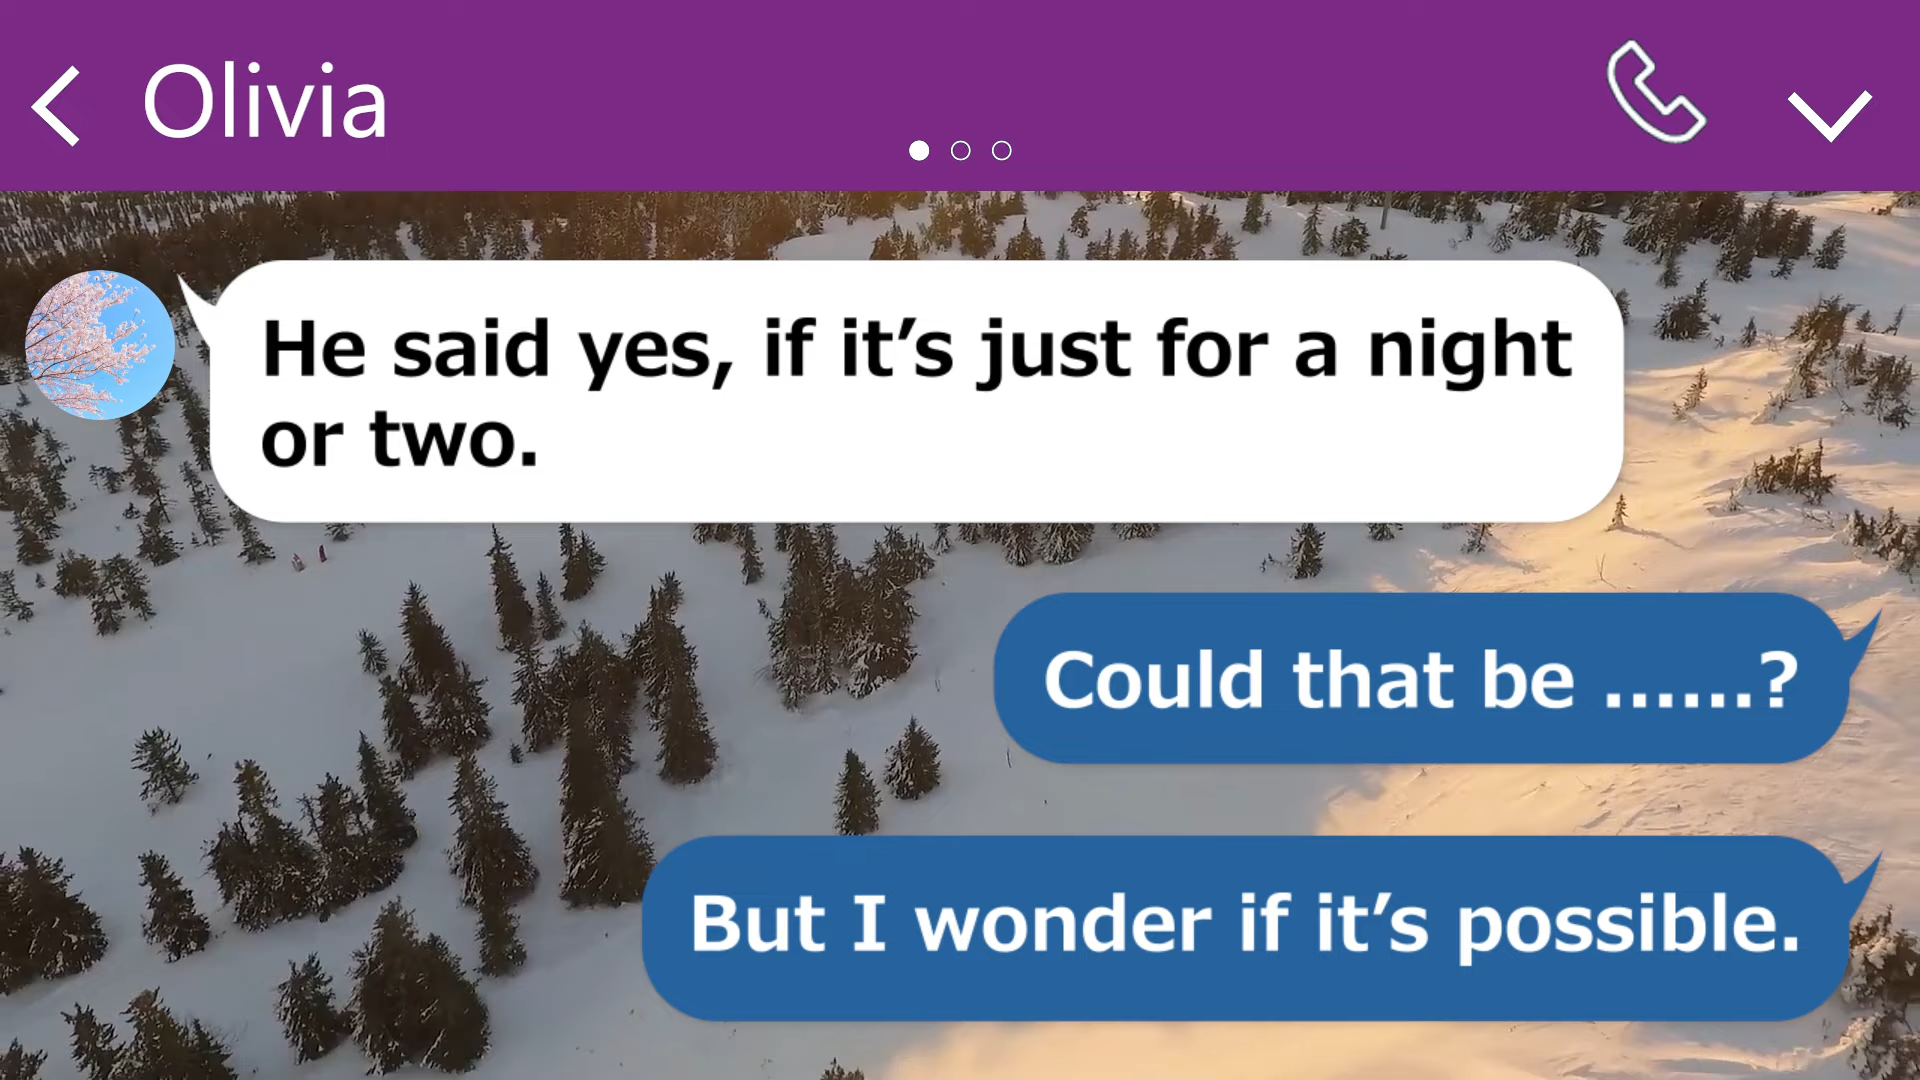 Olivia
He said yes, if it’s just for a night
or two.
Could that be ......?
But I wonder if it’s possible.